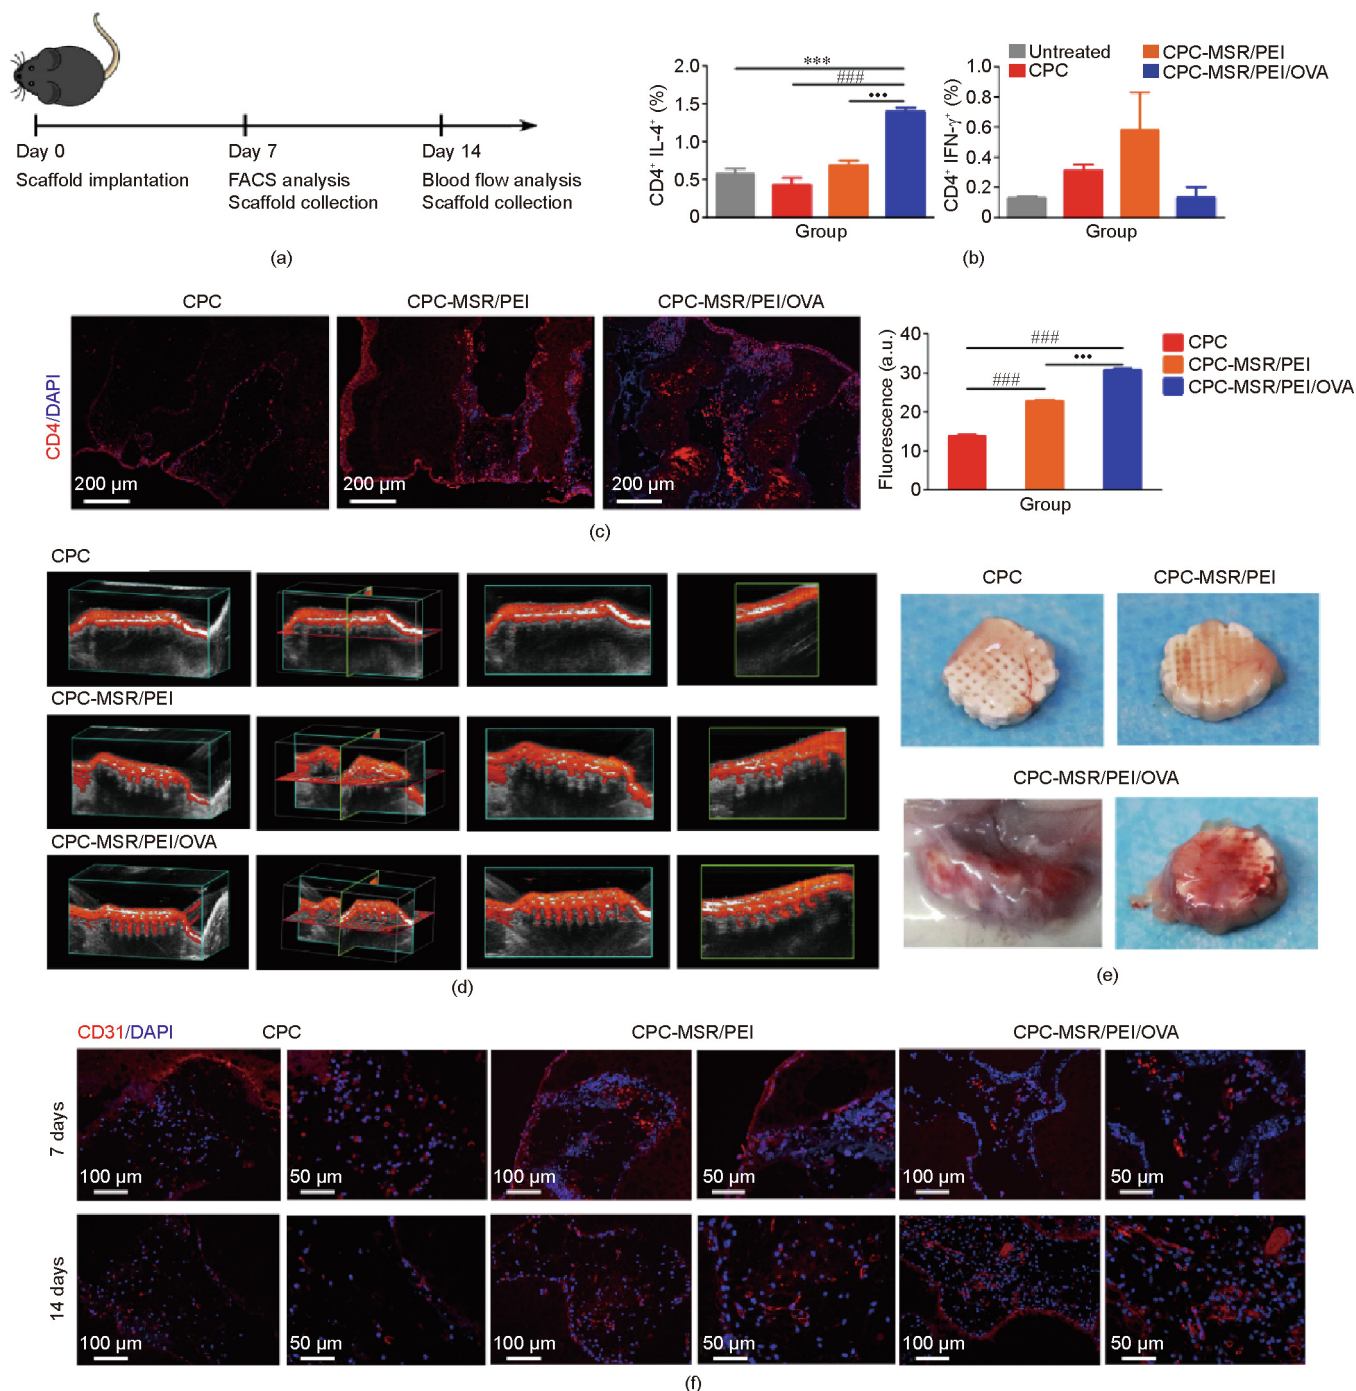 Day 0
Scaffold implantation
Day 7
FACS analysis
Scaffold collection
Day 14
Blood flow analysis
Scaffold collection
(a)
Untreated
CPC
CPC-MSR/PEI
CPC-MSR/PEI/OVA
CD4⁺ IL-4⁺ (%)
2.0
1.5
1.0
0.5
0
***
###
•••
Group
CD4⁺ IFN-γ⁺ (%)
1.0
0.8
0.6
0.4
0.2
0
Group
(b)
CPC
CPC-MSR/PEI
CPC-MSR/PEI/OVA
CD4/DAPI
200 µm
200 µm
200 µm
Fluorescence (a.u.)
40
30
20
10
0
###
•••
###
Group
CPC
CPC-MSR/PEI
CPC-MSR/PEI/OVA
(c)
CPC
CPC-MSR/PEI
CPC-MSR/PEI/OVA
(d)
CPC
CPC-MSR/PEI
CPC-MSR/PEI/OVA
(e)
CD31/DAPI
CPC
CPC-MSR/PEI
CPC-MSR/PEI/OVA
7 days
100 µm
50 µm
100 µm
50 µm
100 µm
50 µm
14 days
100 µm
50 µm
100 µm
50 µm
100 µm
50 µm
(f)